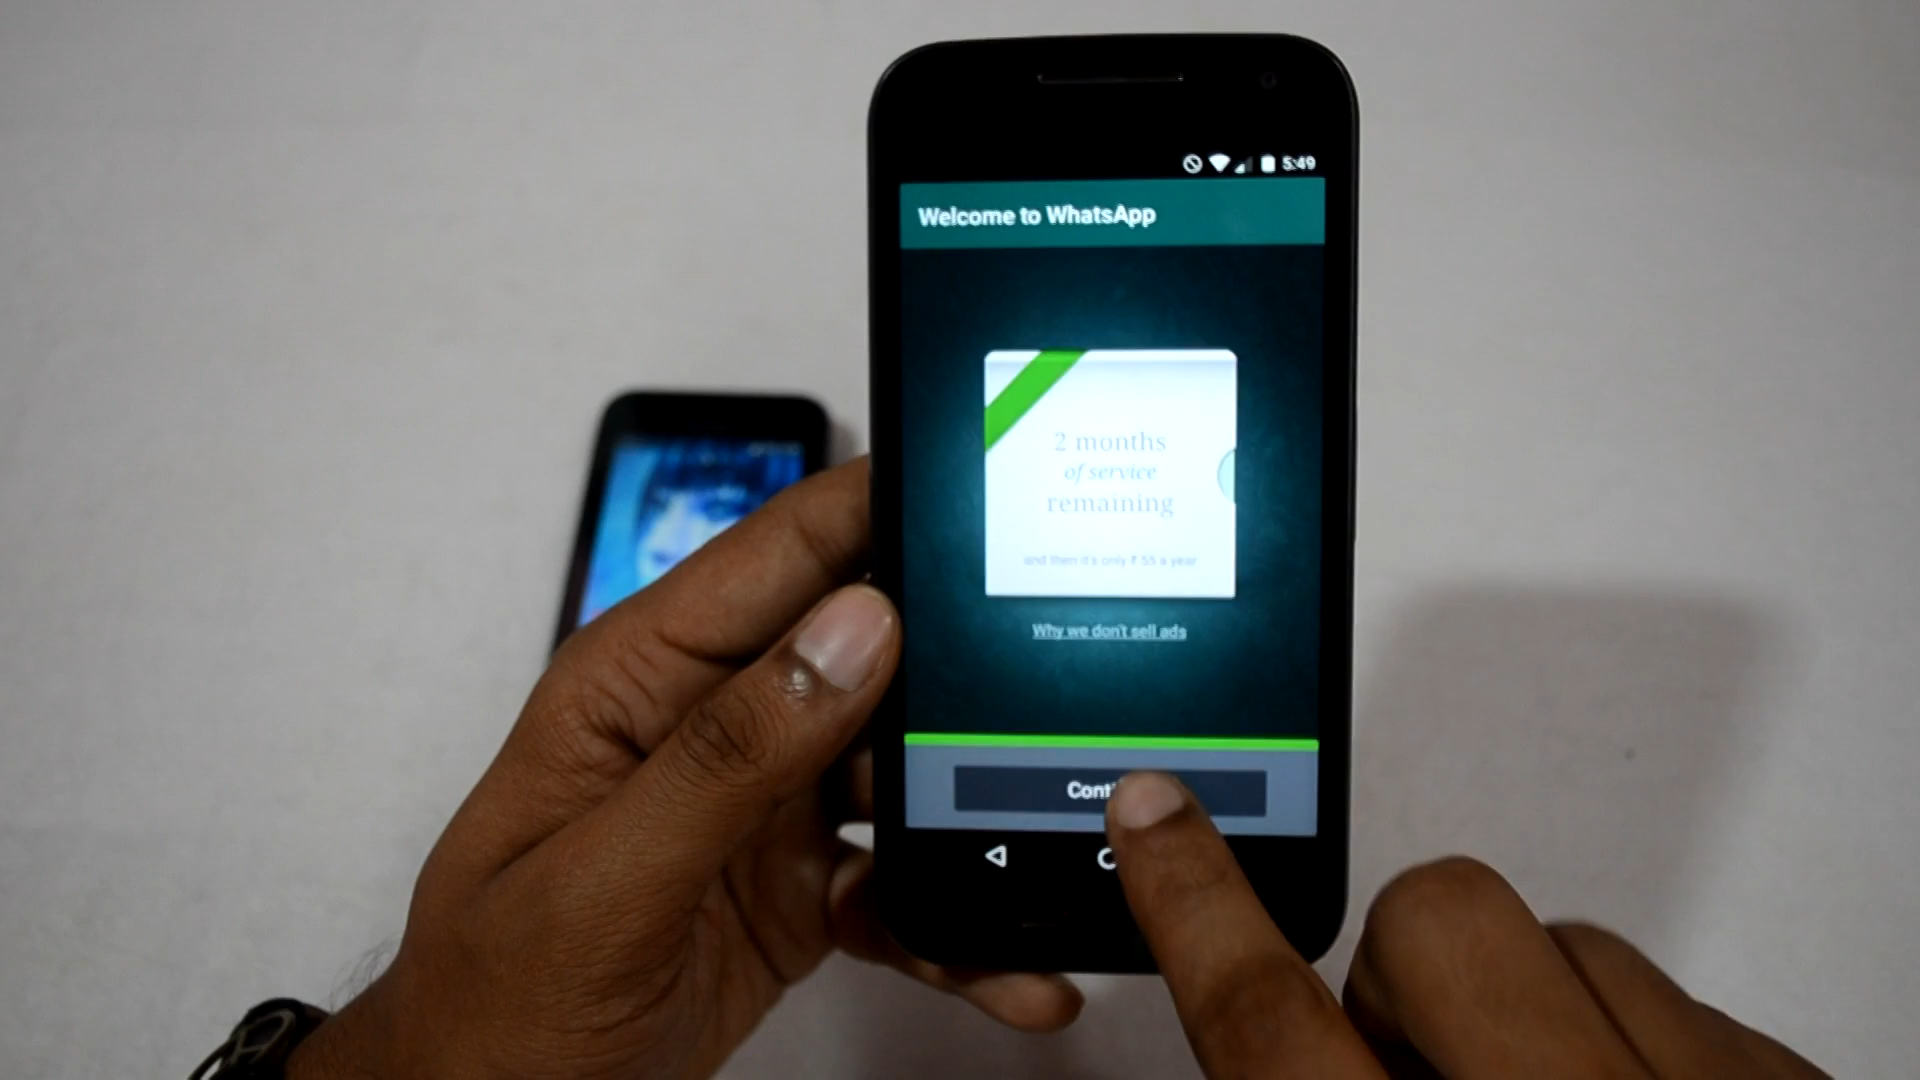 5:49
Welcome to WhatsApp
2 months
of service
remaining
and then it's only ₹ 55 a year
Why we don't sell ads
Conti